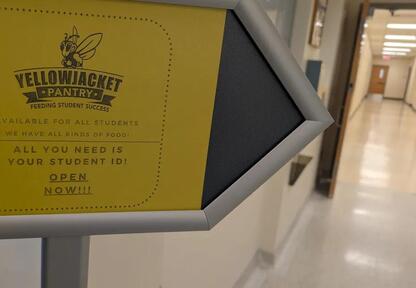 YELLOWJACKET
• PANTRY •
FEEDING STUDENT SUCCESS
AVAILABLE FOR ALL STUDENTS
WE HAVE ALL KINDS OF FOOD!
ALL YOU NEED IS
YOUR STUDENT ID!
OPEN
NOW!!!